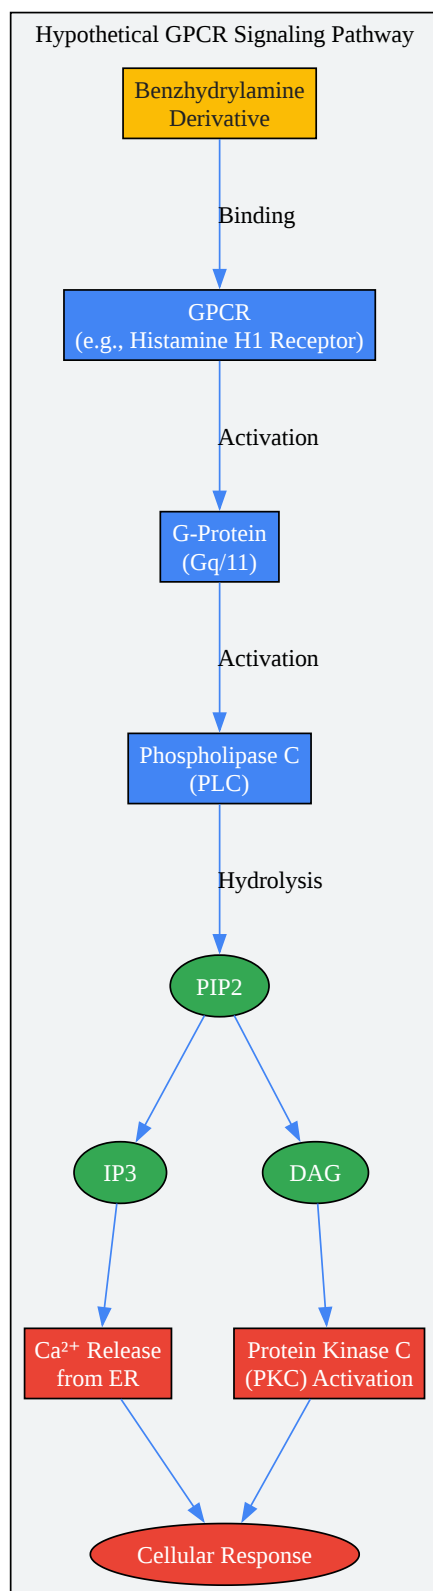 Hypothetical GPCR Signaling Pathway
Benzhydrylamine
Derivative
Binding
GPCR
(e.g., Histamine H1 Receptor)
Activation
G-Protein
(Gq/11)
Activation
Phospholipase C
(PLC)
Hydrolysis
PIP2
IP3
DAG
Ca²⁺ Release
from ER
Protein Kinase C
(PKC) Activation
Cellular Response